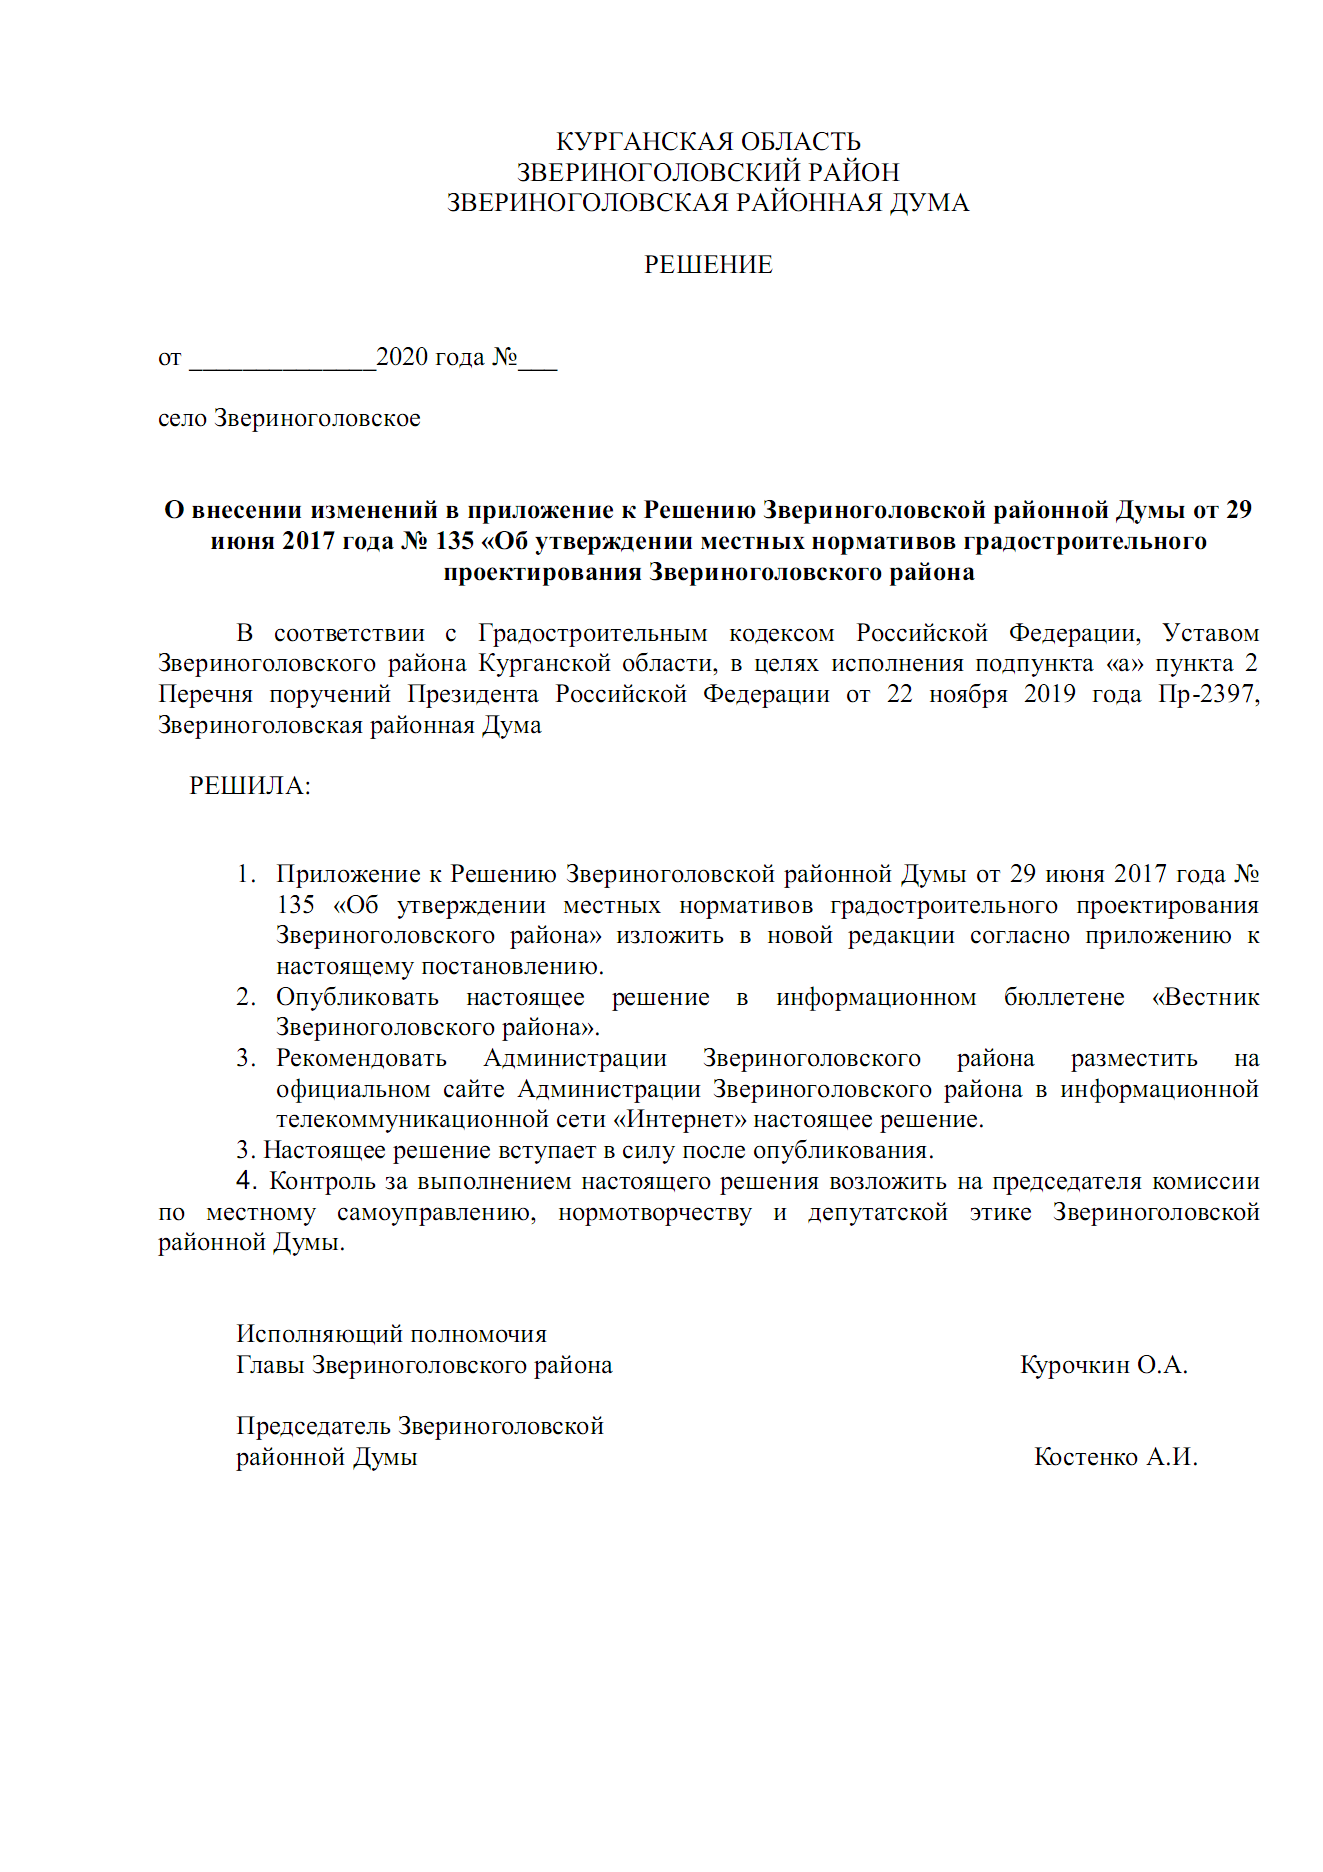 КУРГАНСКАЯ ОБЛАСТЬ
ЗВЕРИНОГОЛОВСКИЙ РАЙОН
ЗВЕРИНОГОЛОВСКАЯ РАЙОННАЯ ДУМА
РЕШЕНИЕ
от ________________2020 года №___
село Звериноголовское
О внесении изменений в приложение к Решению Звериноголовской районной Думы от 29
июня 2017 года № 135 «Об утверждении местных нормативов градостроительного
проектирования Звериноголовского района
В соответствии с Градостроительным кодексом Российской Федерации, Уставом
Звериноголовского района Курганской области, в целях исполнения подпункта «а» пункта 2
Перечня поручений Президента Российской Федерации от 22 ноября 2019 года Пр-2397,
Звериноголовская районная Дума
РЕШИЛА:
1. Приложение к Решению Звериноголовской районной Думы от 29 июня 2017 года №
135 «Об утверждении местных нормативов градостроительного проектирования
Звериноголовского района» изложить в новой редакции согласно приложению к
настоящему постановлению.
2. Опубликовать настоящее решение в информационном бюллетене «Вестник
Звериноголовского района».
3. Рекомендовать Администрации Звериноголовского района разместить на
официальном сайте Администрации Звериноголовского района в информационной
телекоммуникационной сети «Интернет» настоящее решение.
3. Настоящее решение вступает в силу после опубликования.
4. Контроль за выполнением настоящего решения возложить на председателя комиссии
по местному самоуправлению, нормотворчеству и депутатской этике Звериноголовской
районной Думы.
Исполняющий полномочия
Главы Звериноголовского района Курочкин О.А.
Председатель Звериноголовской
районной Думы Костенко А.И.